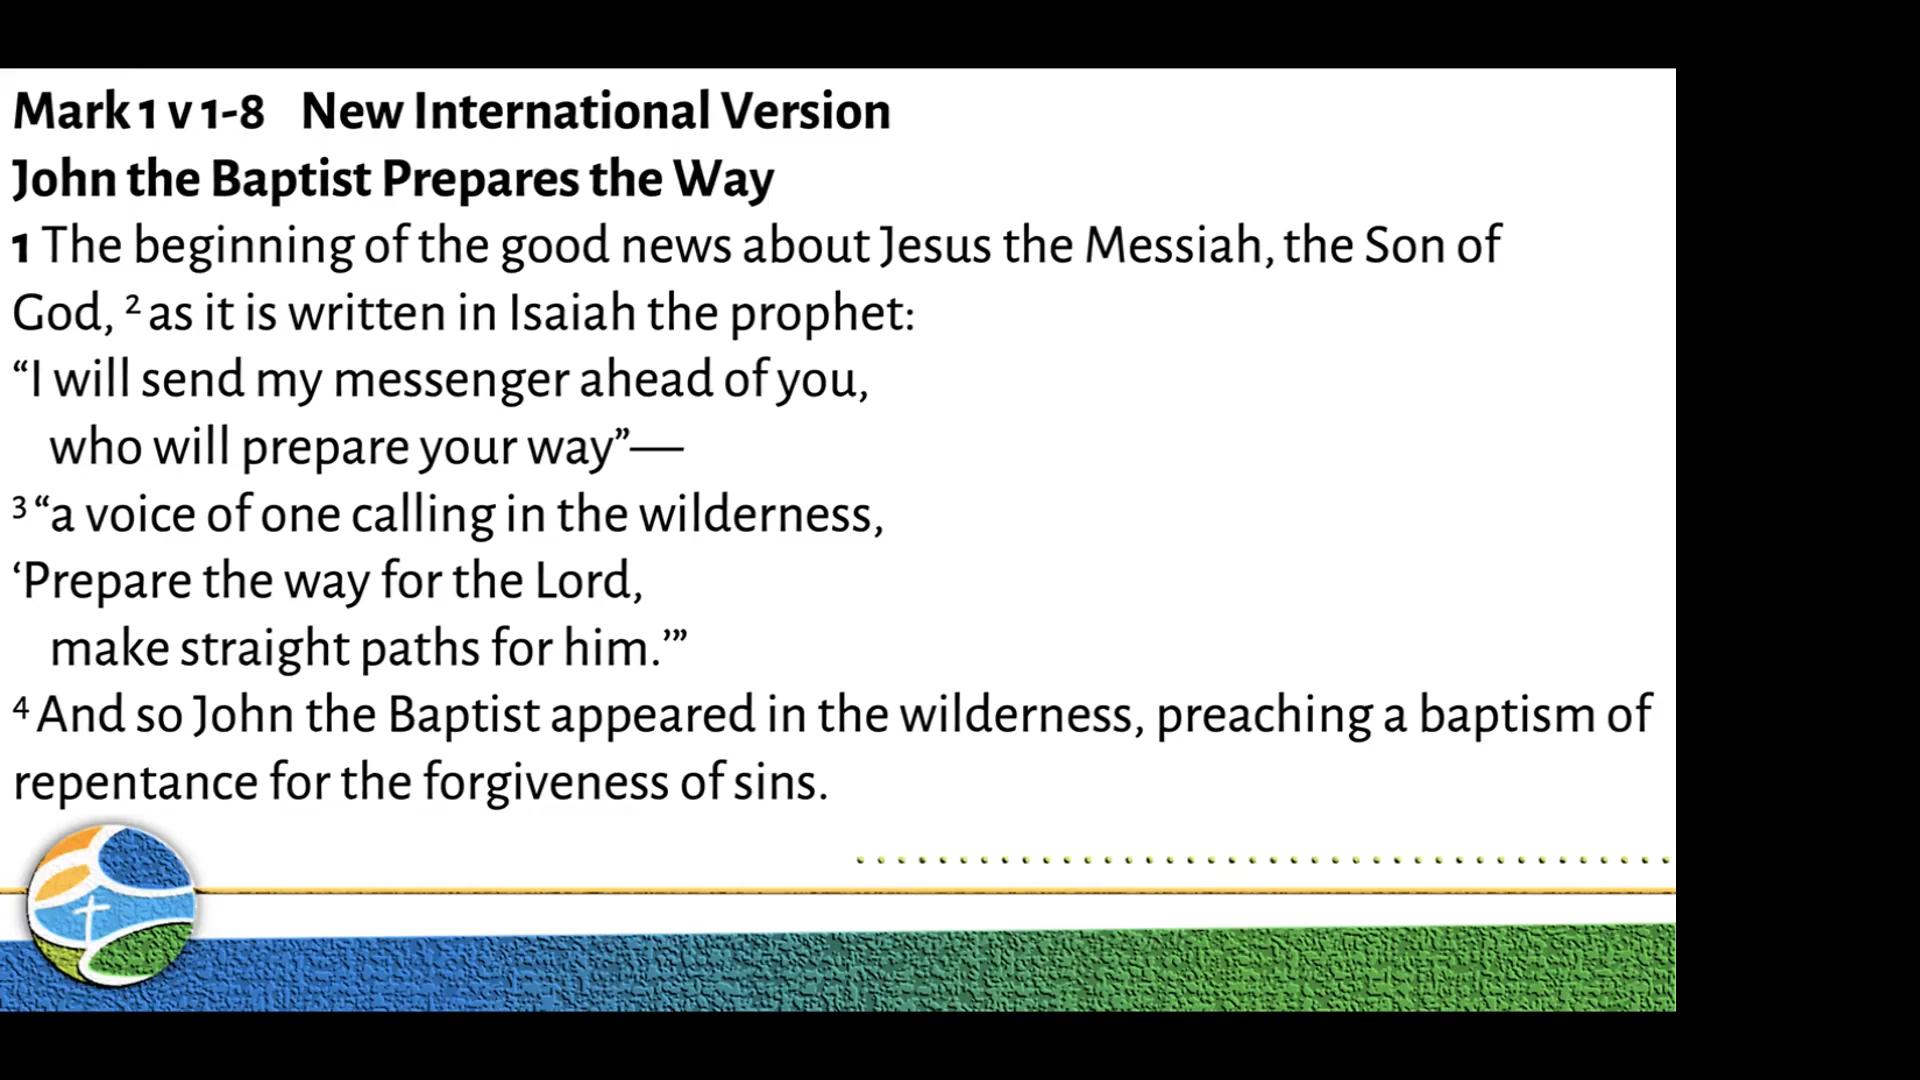 Mark 1 v 1-8 New International Version
John the Baptist Prepares the Way
1 The beginning of the good news about Jesus the Messiah, the Son of
God, ² as it is written in Isaiah the prophet:
“I will send my messenger ahead of you,
who will prepare your way”—
³ “a voice of one calling in the wilderness,
‘Prepare the way for the Lord,
make straight paths for him.’”
⁴ And so John the Baptist appeared in the wilderness, preaching a baptism of
repentance for the forgiveness of sins.